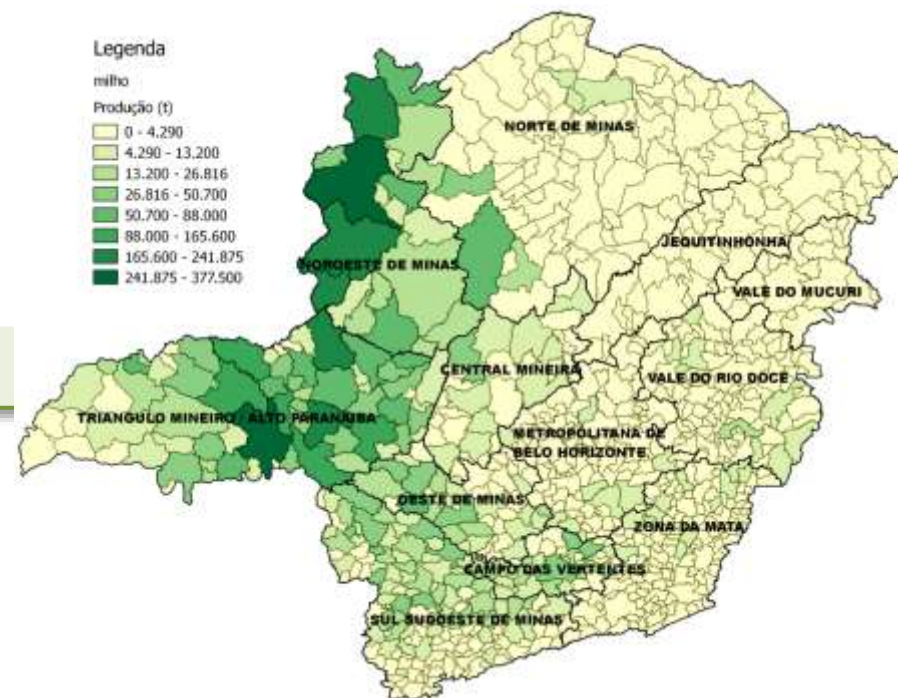 Legenda
milho
Produção (t)
0 - 4.290
4.290 - 13.200
13.200 - 26.816
26.816 - 50.700
50.700 - 88.000
88.000 - 165.600
165.600 - 241.875
241.875 - 377.500
NORTE DE MINAS
JEQUITINHONHA
NOROESTE DE MINAS
VALE DO MUCURI
CENTRAL MINEIRA
VALE DO RIO DOCE
TRIANGULO MINEIRO / ALTO PARANAIBA
METROPOLITANA DE
BELO HORIZONTE
OESTE DE MINAS
ZONA DA MATA
CAMPO DAS VERTENTES
SUL SUDOESTE DE MINAS